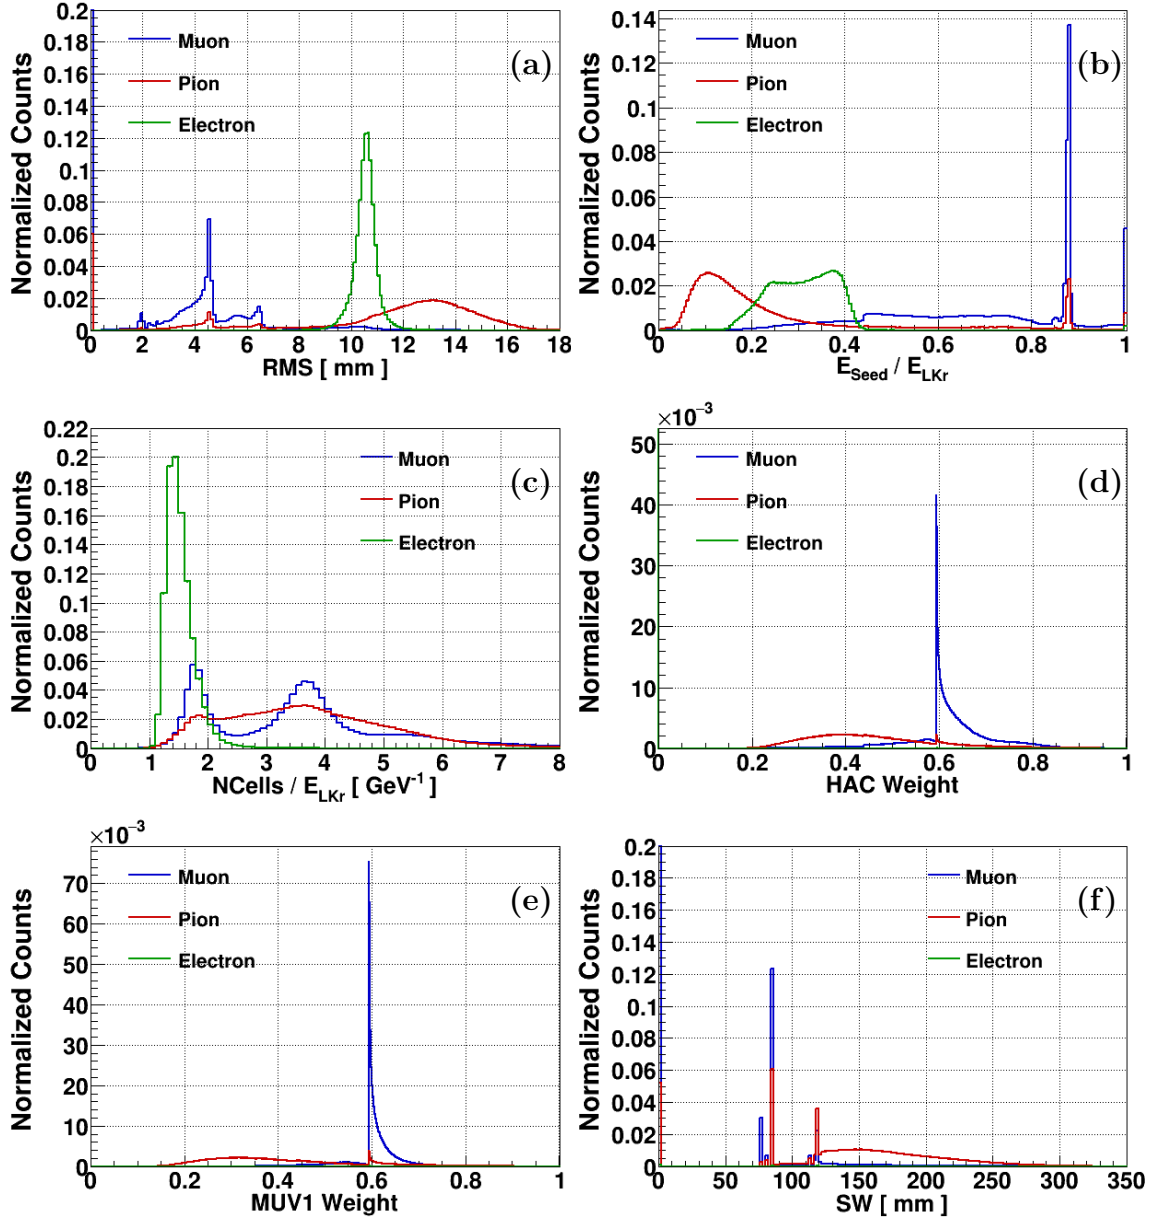 0.2
0.18
0.16
0.14
0.12
0.1
0.08
0.06
0.04
0.02
0
Normalized Counts
Muon
Pion
Electron
(a)
0 2 4 6 8 10 12 14 16 18
RMS [ mm ]
0.14
0.12
0.1
0.08
0.06
0.04
0.02
0
Normalized Counts
Muon
Pion
Electron
(b)
0 0.2 0.4 0.6 0.8 1
E_Seed / E_LKr
0.22
0.2
0.18
0.16
0.14
0.12
0.1
0.08
0.06
0.04
0.02
0
Normalized Counts
Muon
Pion
Electron
(c)
0 1 2 3 4 5 6 7 8
NCells / E_LKr [ GeV⁻¹ ]
×10⁻³
50
40
30
20
10
0
Normalized Counts
Muon
Pion
Electron
(d)
0 0.2 0.4 0.6 0.8 1
HAC Weight
×10⁻³
70
60
50
40
30
20
10
0
Normalized Counts
Muon
Pion
Electron
(e)
0 0.2 0.4 0.6 0.8 1
MUV1 Weight
0.2
0.18
0.16
0.14
0.12
0.1
0.08
0.06
0.04
0.02
0
Normalized Counts
Muon
Pion
Electron
(f)
0 50 100 150 200 250 300 350
SW [ mm ]